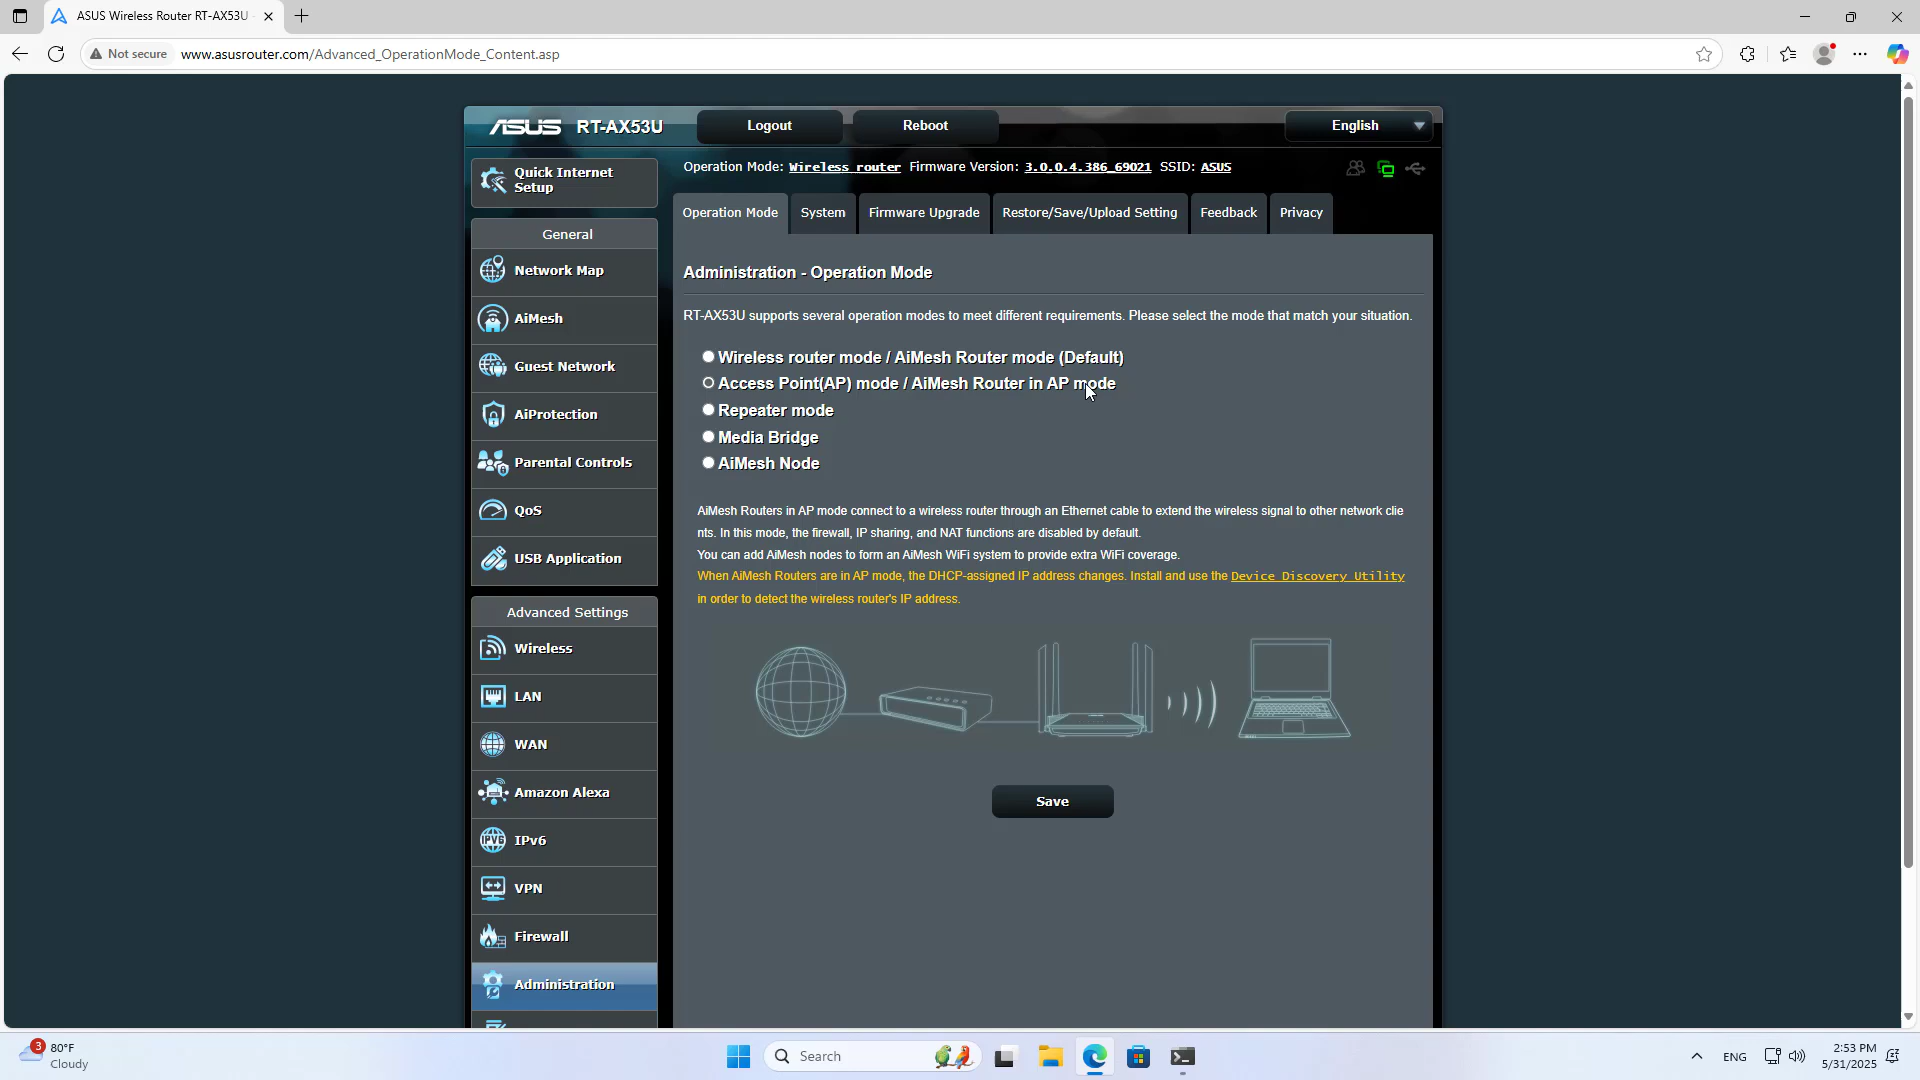 ASUS Wireless Router RT-AX53U -
Not secure
www.asusrouter.com/Advanced_OperationMode_Content.asp
ASUS RT-AX53U
Logout
Reboot
English
Quick Internet
Setup
Operation Mode: Wireless router Firmware Version: 3.0.0.4.386_69021 SSID: ASUS
Operation Mode
System
Firmware Upgrade
Restore/Save/Upload Setting
Feedback
Privacy
General
Network Map
AiMesh
Guest Network
AiProtection
Parental Controls
QoS
USB Application
Advanced Settings
Wireless
LAN
WAN
Amazon Alexa
IPv6
VPN
Firewall
Administration
Administration - Operation Mode
RT-AX53U supports several operation modes to meet different requirements. Please select the mode that match your situation.
Wireless router mode / AiMesh Router mode (Default)
Access Point(AP) mode / AiMesh Router in AP mode
Repeater mode
Media Bridge
AiMesh Node
AiMesh Routers in AP mode connect to a wireless router through an Ethernet cable to extend the wireless signal to other network clie
nts. In this mode, the firewall, IP sharing, and NAT functions are disabled by default.
You can add AiMesh nodes to form an AiMesh WiFi system to provide extra WiFi coverage.
When AiMesh Routers are in AP mode, the DHCP-assigned IP address changes. Install and use the Device Discovery Utility
in order to detect the wireless router's IP address.
Save
3
80°F
Cloudy
Search
ENG
2:53 PM
5/31/2025